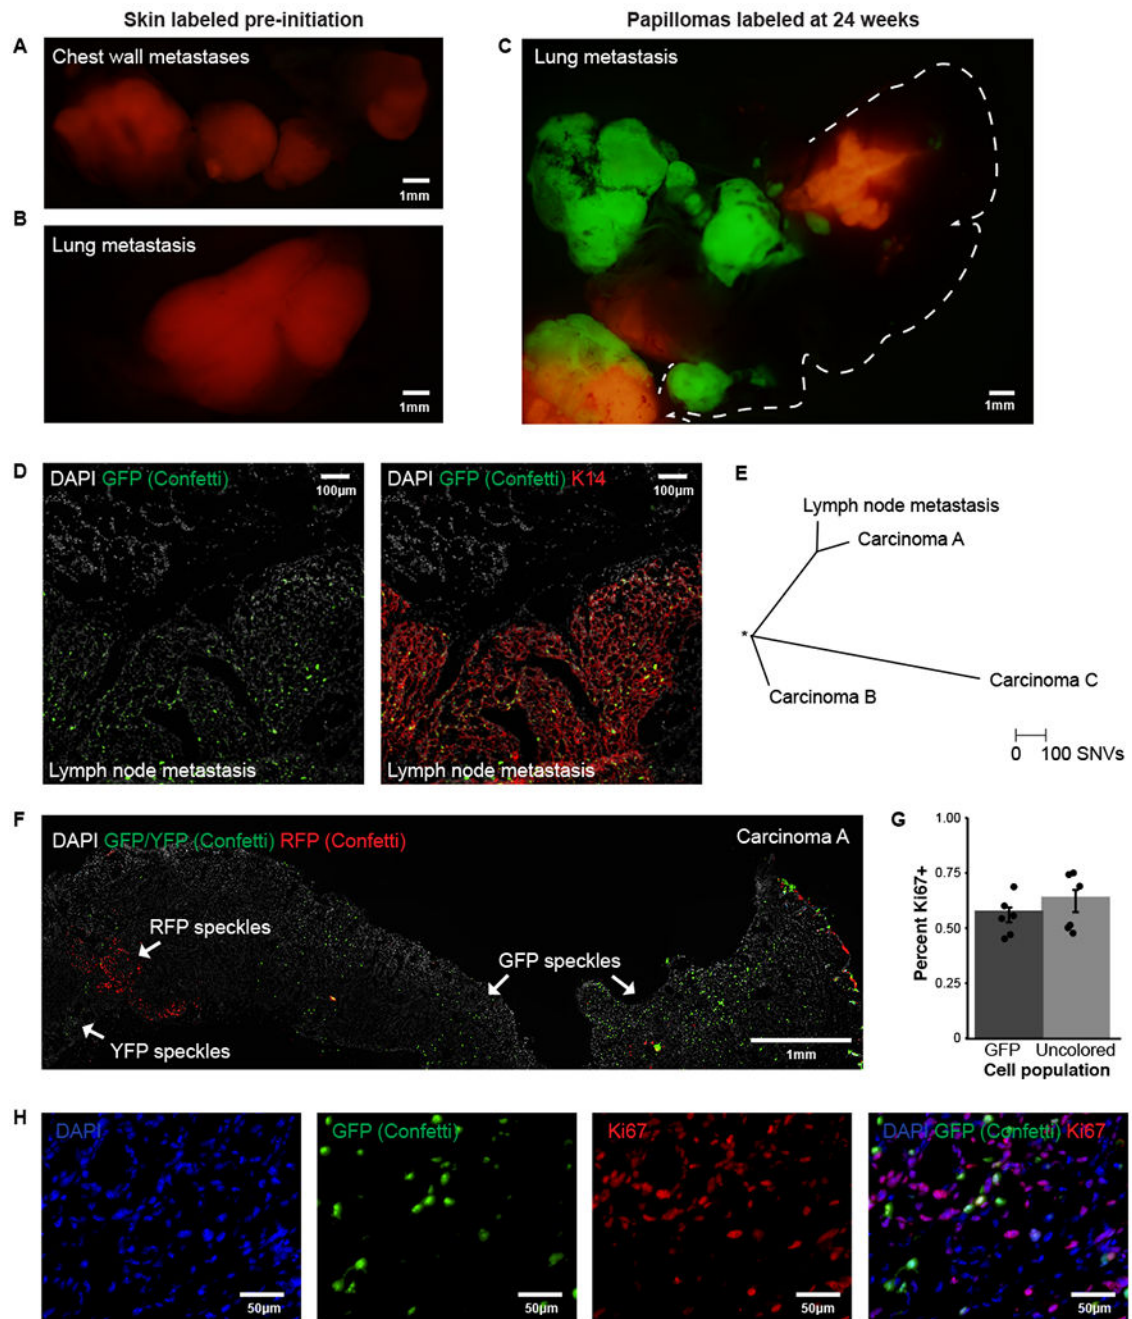 Skin labeled pre-initiation
Papillomas labeled at 24 weeks
A
Chest wall metastases
1mm
B
Lung metastasis
1mm
C
Lung metastasis
1mm
D
DAPI GFP (Confetti)
100µm
Lymph node metastasis
DAPI GFP (Confetti) K14
100µm
Lymph node metastasis
E
Lymph node metastasis
Carcinoma A
*
Carcinoma C
Carcinoma B
0 100 SNVs
F
DAPI GFP/YFP (Confetti) RFP (Confetti)
Carcinoma A
RFP speckles
GFP speckles
YFP speckles
1mm
G
Percent Ki67+
1.00
0.75
0.50
0.25
0
GFP Uncolored
Cell population
H
DAPI
50µm
GFP (Confetti)
50µm
Ki67
50µm
DAPI GFP (Confetti) Ki67
50µm